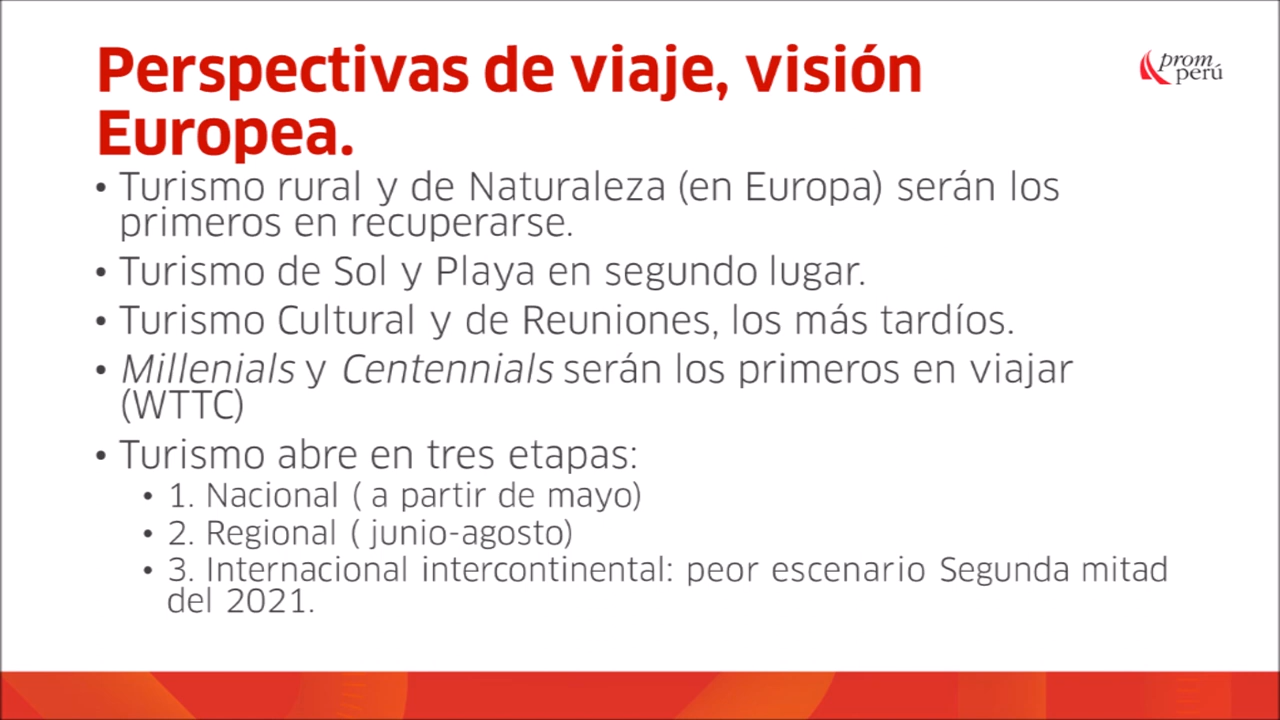 Perspectivas de viaje, visión
Europea.
prom
perú
• Turismo rural y de Naturaleza (en Europa) serán los
primeros en recuperarse.
• Turismo de Sol y Playa en segundo lugar.
• Turismo Cultural y de Reuniones, los más tardíos.
• Millenials y Centennials serán los primeros en viajar
(WTTC)
• Turismo abre en tres etapas:
• 1. Nacional ( a partir de mayo)
• 2. Regional ( junio-agosto)
• 3. Internacional intercontinental: peor escenario Segunda mitad
del 2021.